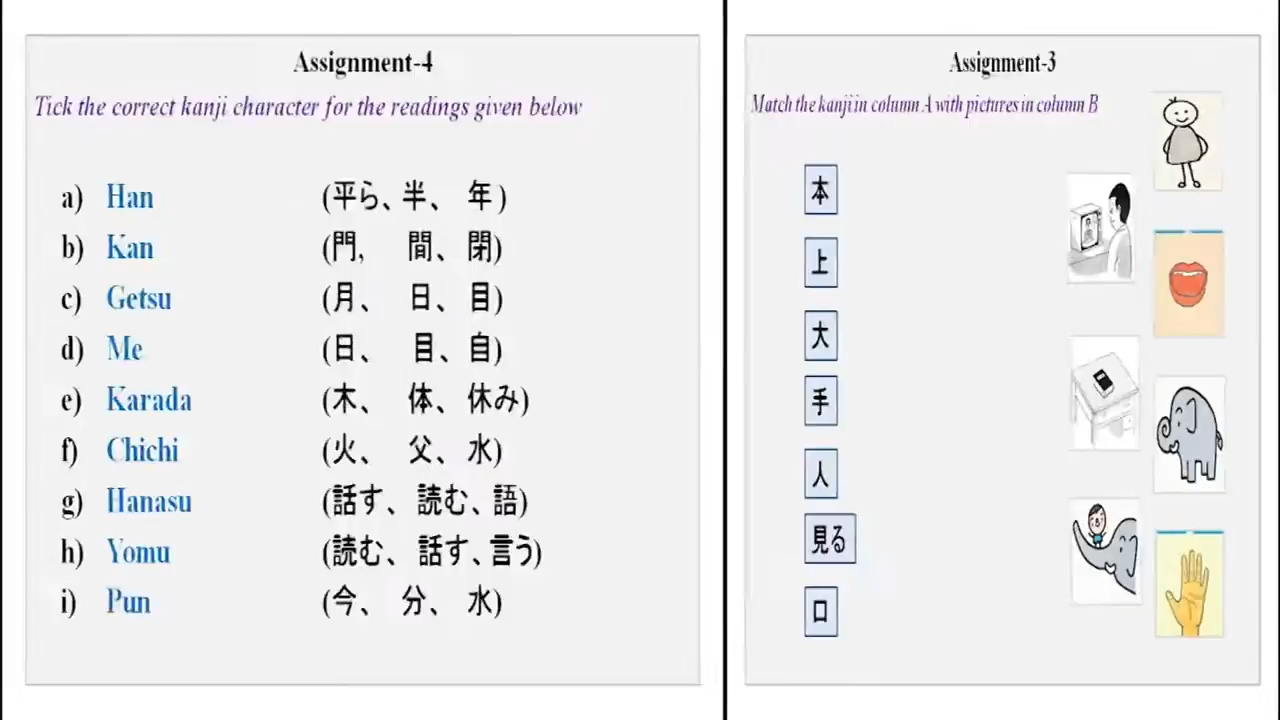 Assignment-4
Tick the correct kanji character for the readings given below
a) Han (平ら、半、 年)
b) Kan (門, 間、閉)
c) Getsu (月、 日、目)
d) Me (日、 目、自)
e) Karada (木、 体、休み)
f) Chichi (火、 父、水)
g) Hanasu (話す、読む、語)
h) Yomu (読む、話す、言う)
i) Pun (今、 分、 水)
Assignment-3
Match the kanji in column A with pictures in column B
本
上
大
手
人
見る
口